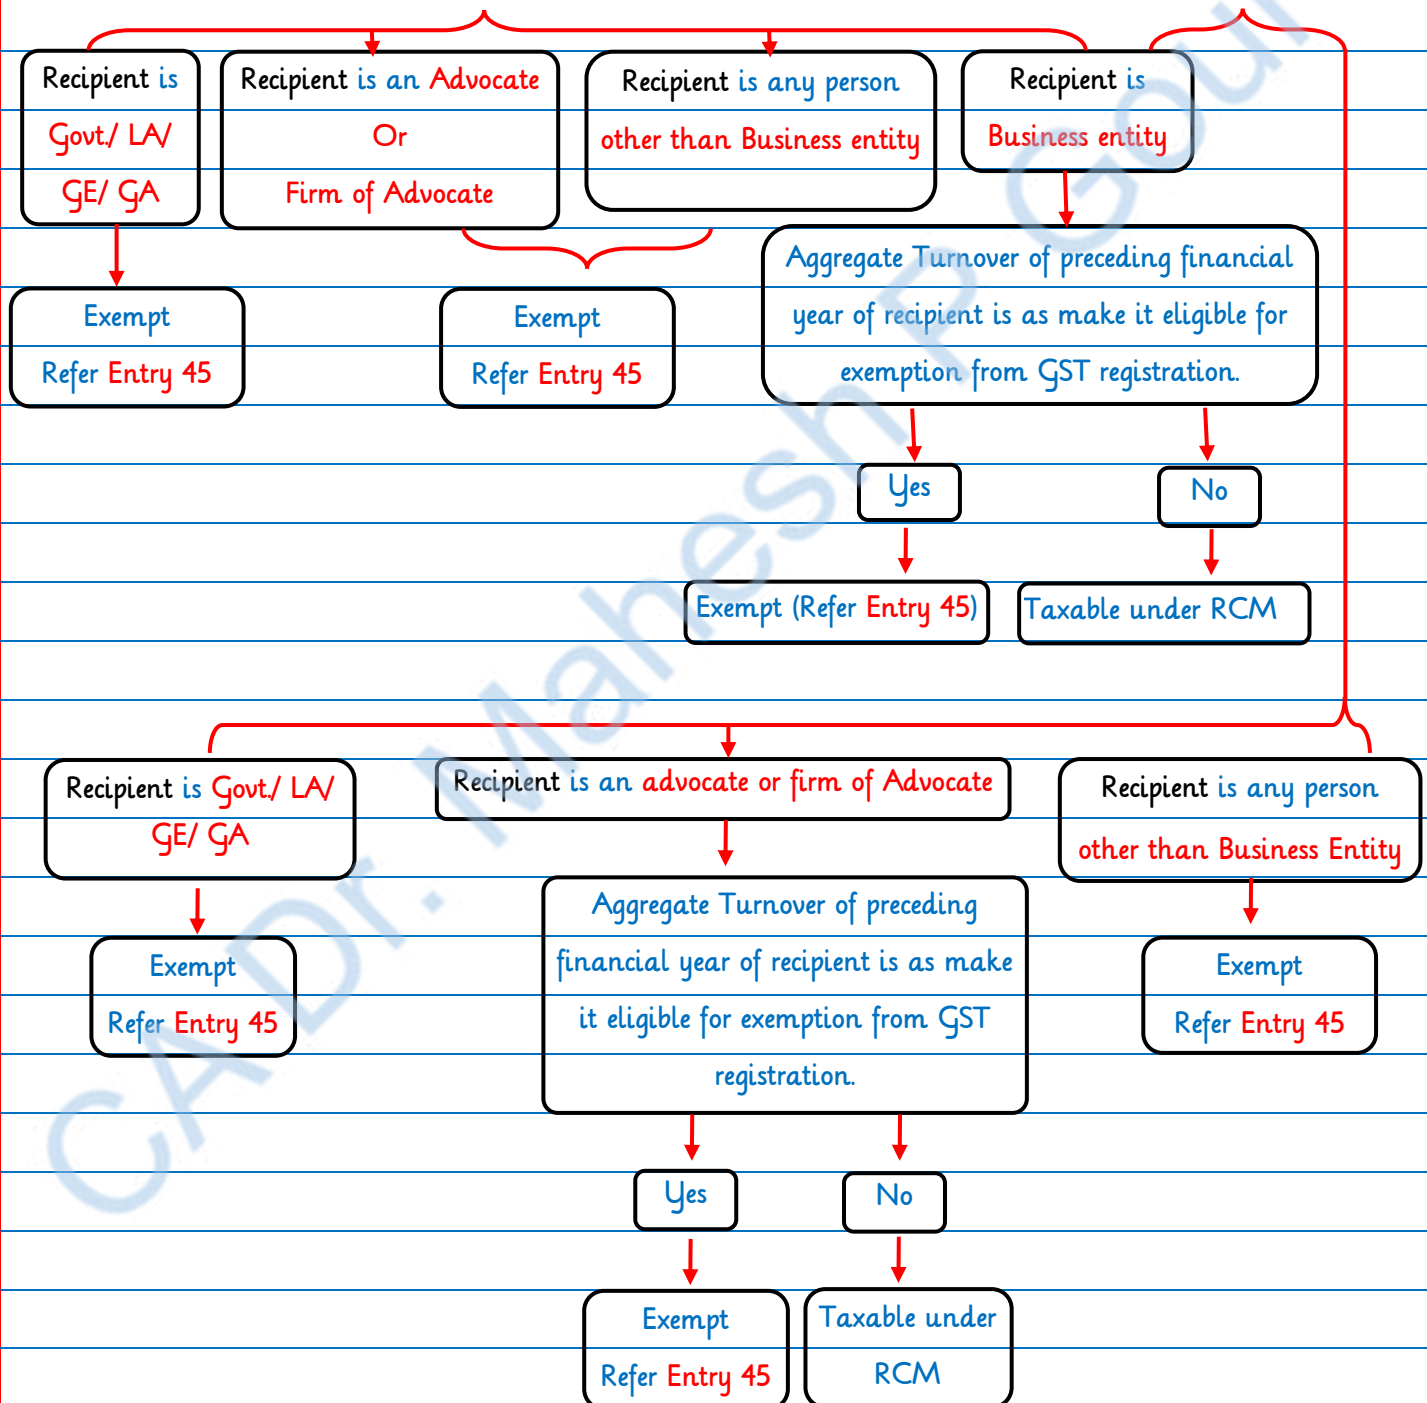 Recipient is
Govt./ LA/
GE/ GA
Recipient is an Advocate
Or
Firm of Advocate
Recipient is any person
other than Business entity
Recipient is
Business entity
Exempt
Refer Entry 45
Exempt
Refer Entry 45
Aggregate Turnover of preceding financial
year of recipient is as make it eligible for
exemption from GST registration.
Yes
No
Exempt (Refer Entry 45)
Taxable under RCM
Recipient is Govt./ LA/
GE/ GA
Recipient is an advocate or firm of Advocate
Recipient is any person
other than Business Entity
Exempt
Refer Entry 45
Aggregate Turnover of preceding
financial year of recipient is as make
it eligible for exemption from GST
registration.
Exempt
Refer Entry 45
Yes
No
Exempt
Refer Entry 45
Taxable under
RCM
CA Dr. Mahesh P Gour